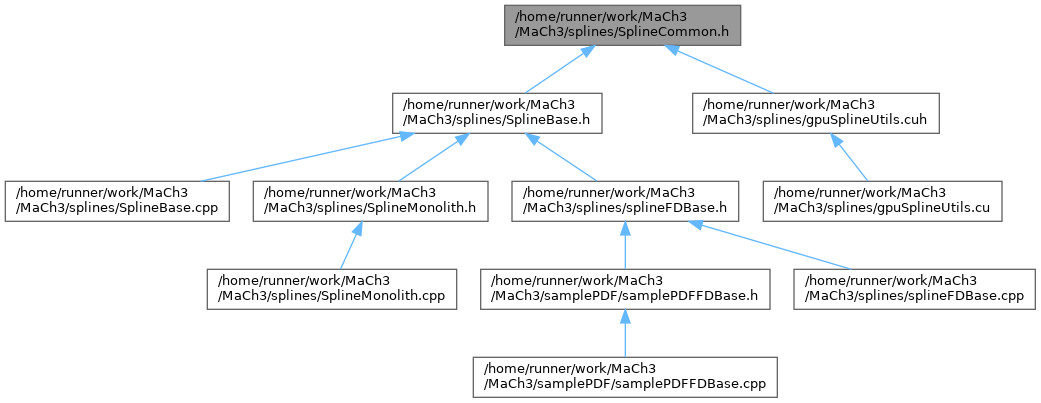 /home/runner/work/MaCh3
/MaCh3/splines/SplineCommon.h
/home/runner/work/MaCh3
/MaCh3/splines/SplineBase.h
/home/runner/work/MaCh3
/MaCh3/splines/gpuSplineUtils.cuh
/home/runner/work/MaCh3
/MaCh3/splines/SplineBase.cpp
/home/runner/work/MaCh3
/MaCh3/splines/SplineMonolith.h
/home/runner/work/MaCh3
/MaCh3/splines/splineFDBase.h
/home/runner/work/MaCh3
/MaCh3/splines/gpuSplineUtils.cu
/home/runner/work/MaCh3
/MaCh3/splines/SplineMonolith.cpp
/home/runner/work/MaCh3
/MaCh3/samplePDF/samplePDFFDBase.h
/home/runner/work/MaCh3
/MaCh3/splines/splineFDBase.cpp
/home/runner/work/MaCh3
/MaCh3/samplePDF/samplePDFFDBase.cpp